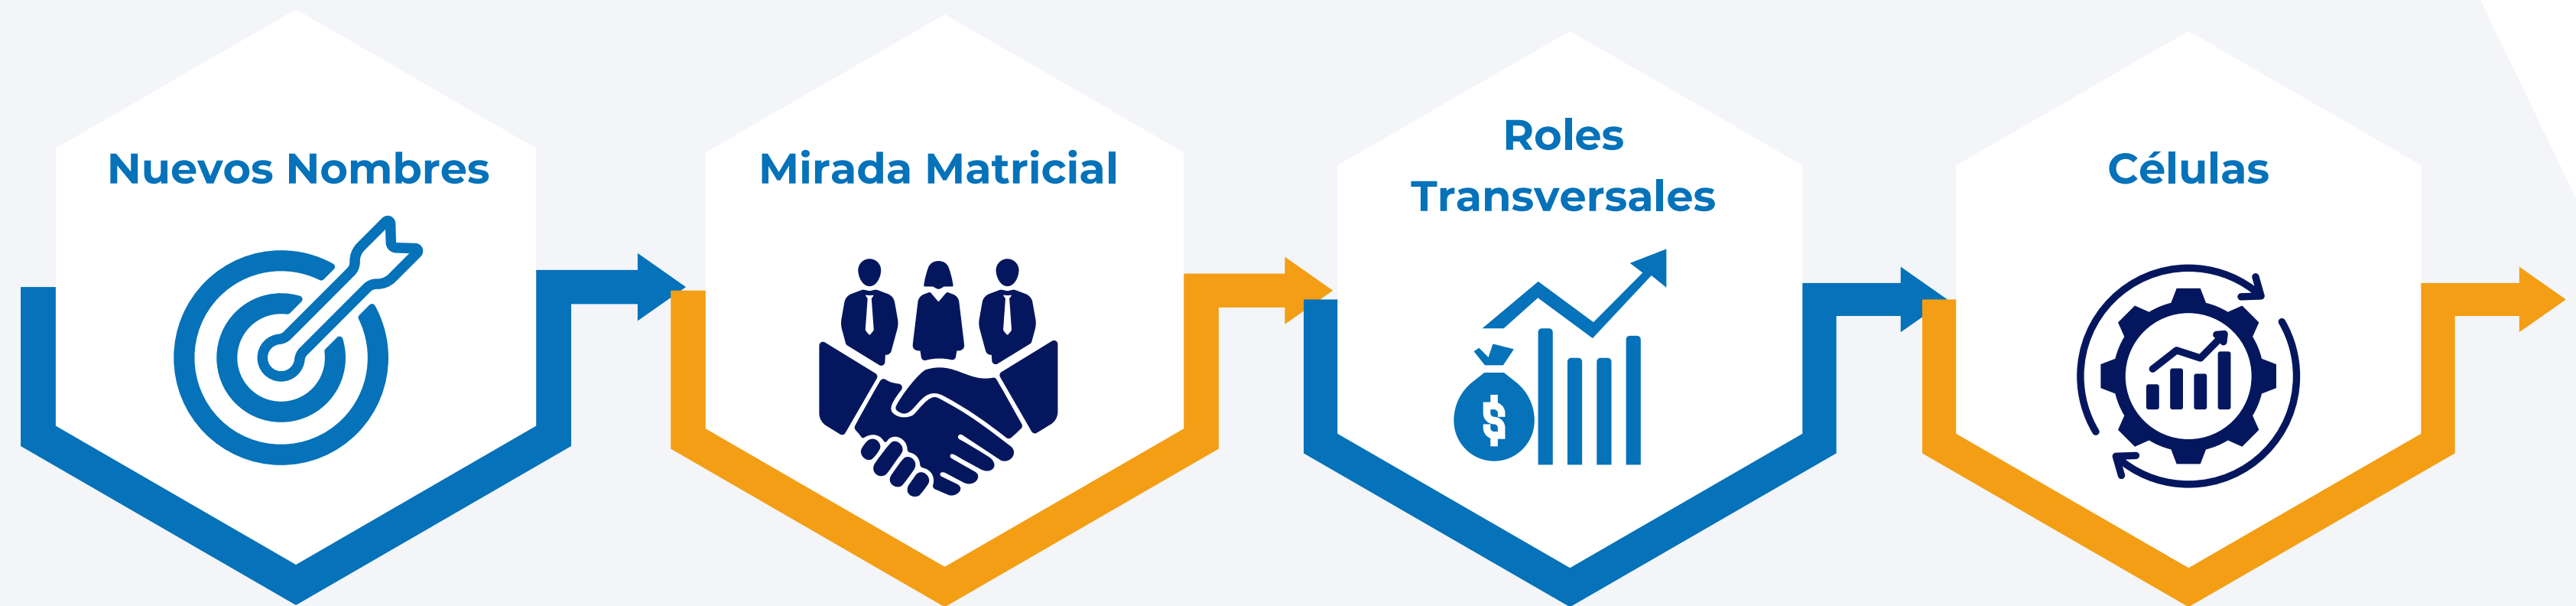 Nuevos Nombres
Mirada Matricial
Roles
Transversales
Células
$